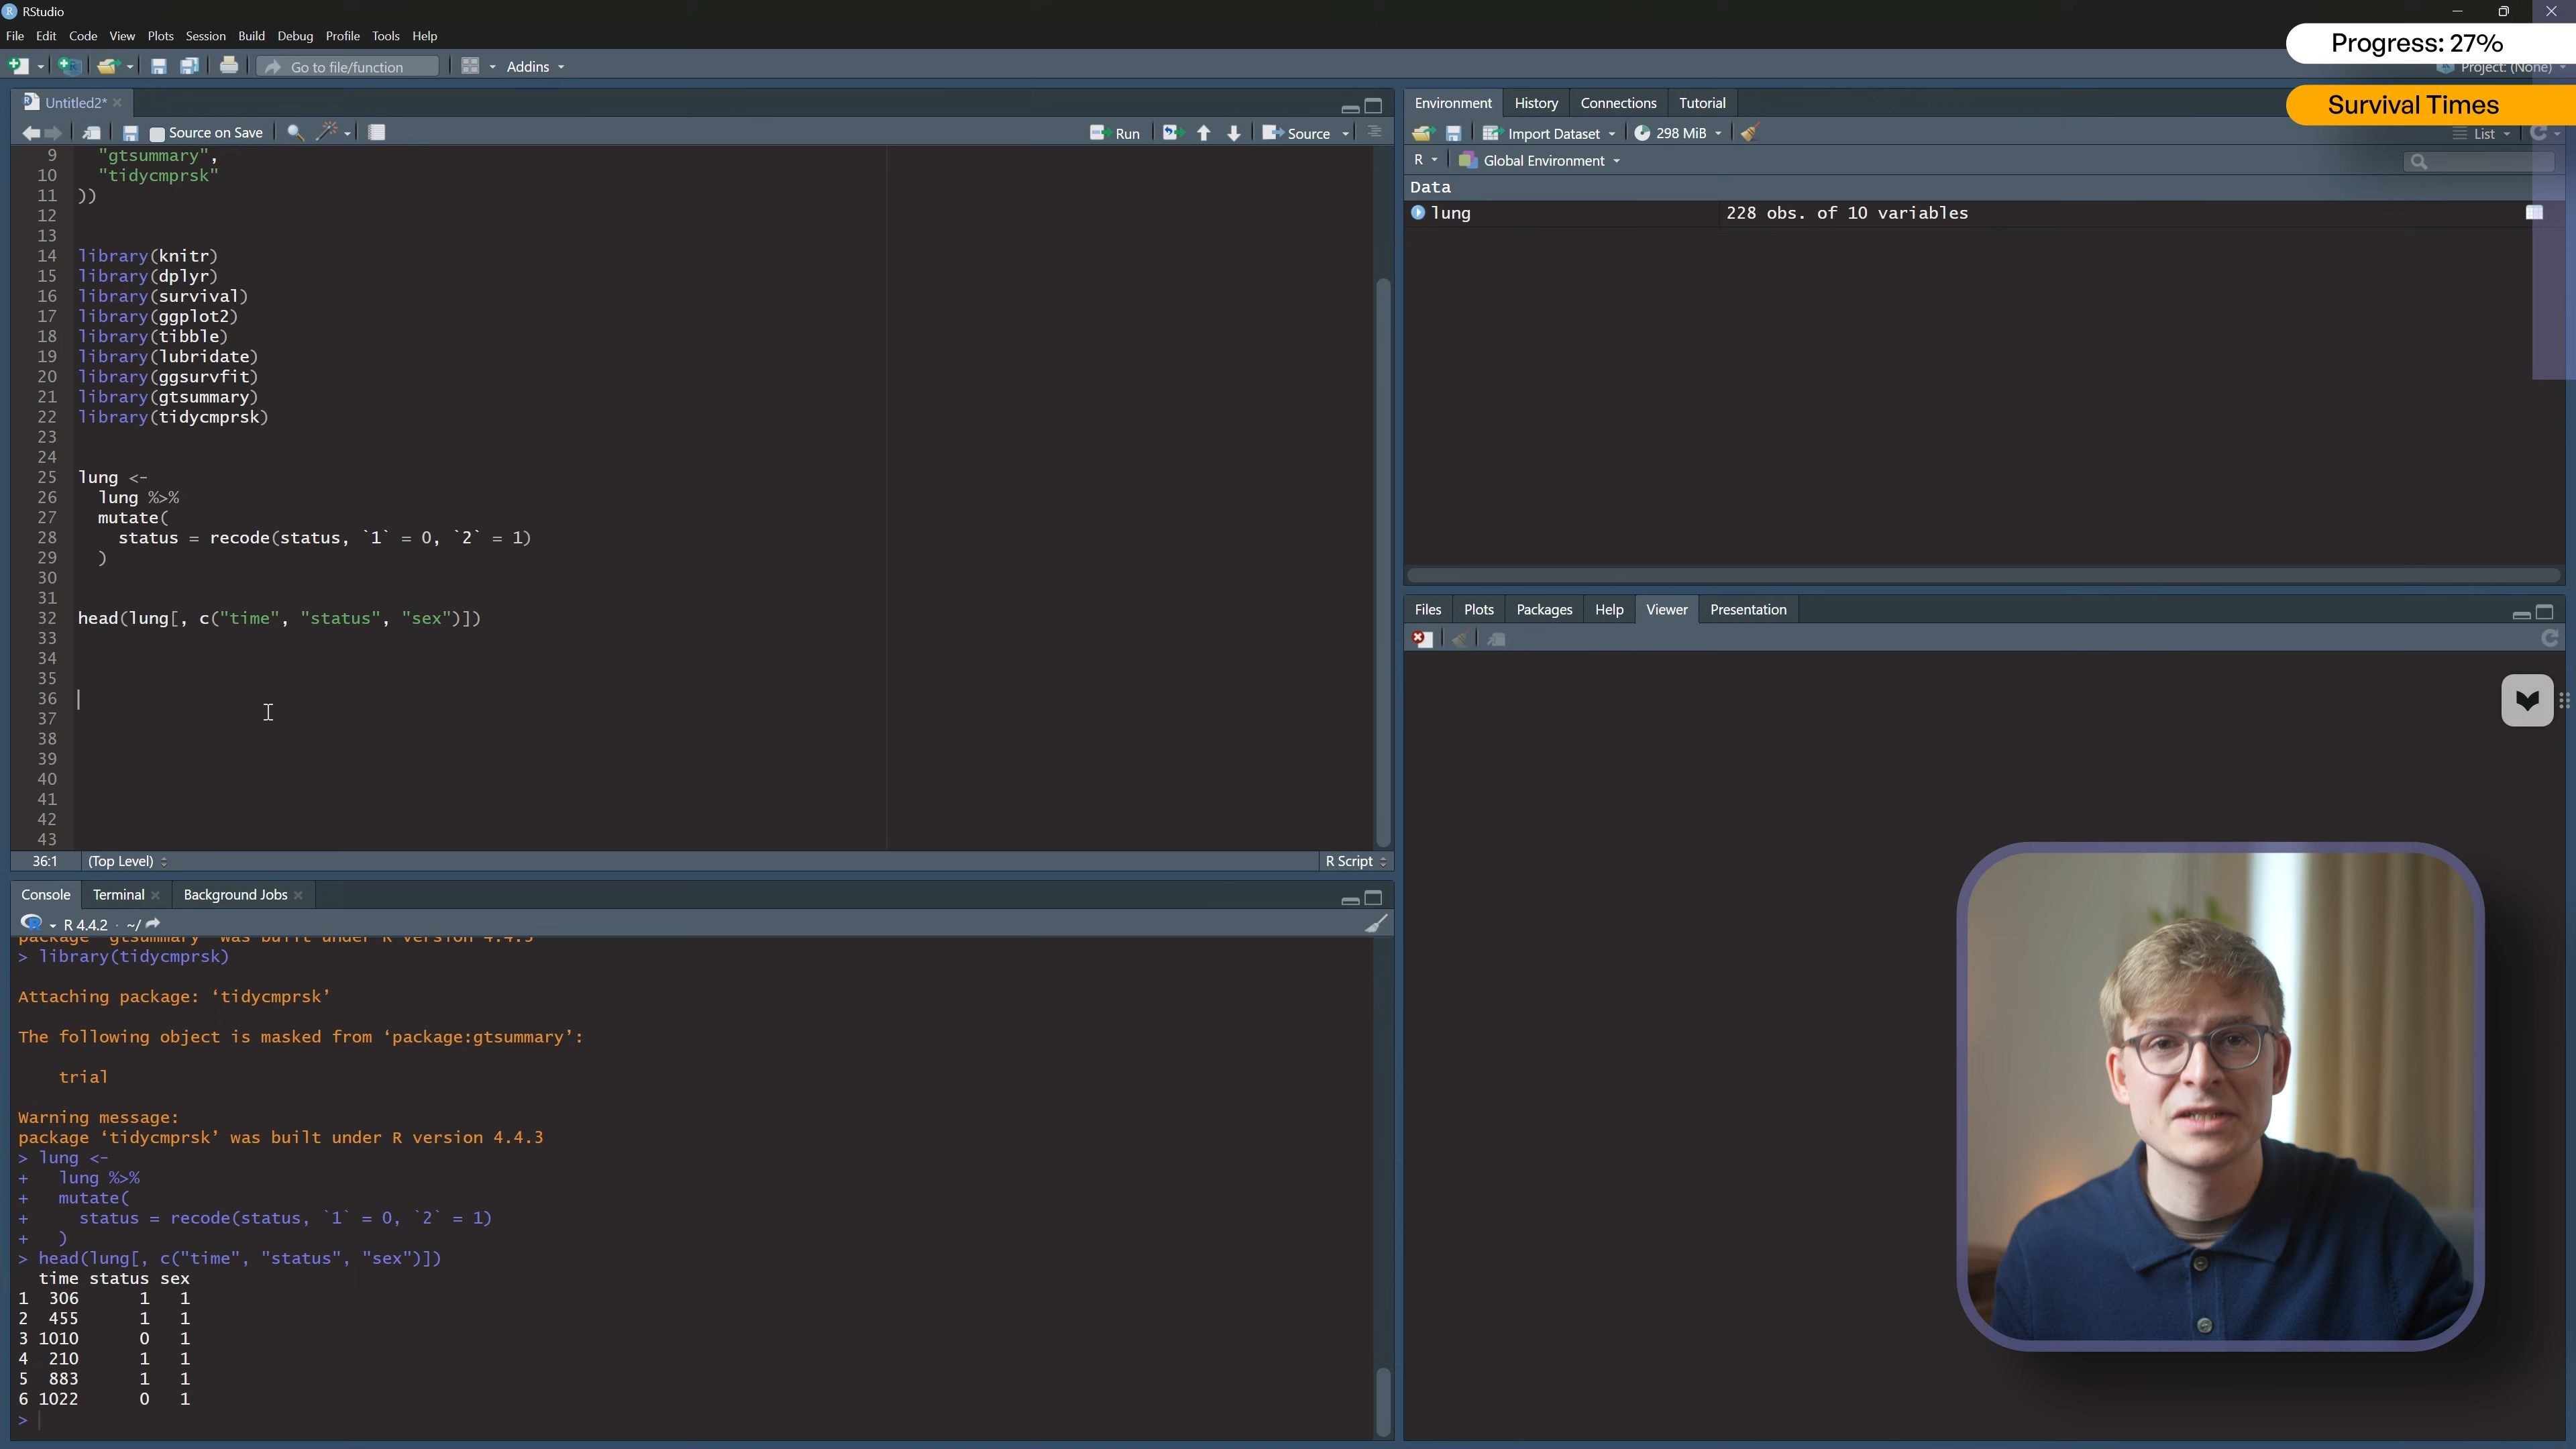 RStudio
File Edit Code View Plots Session Build Debug Profile Tools Help
Go to file/function Addins
Progress: 27%
Project: (None)
Survival Times
Untitled2*
Source on Save Run Source
9 "gtsummary",
10 "tidycmprsk"
11 ))
12
13
14 library(knitr)
15 library(dplyr)
16 library(survival)
17 library(ggplot2)
18 library(tibble)
19 library(lubridate)
20 library(ggsurvfit)
21 library(gtsummary)
22 library(tidycmprsk)
23
24
25 lung <-
26 lung %>%
27 mutate(
28 status = recode(status, `1` = 0, `2` = 1)
29 )
30
31
32 head(lung[, c("time", "status", "sex")])
33
34
35
36
37
38
39
40
41
42
43
36:1 (Top Level) R Script
Console Terminal Background Jobs
R 4.4.2 · ~/
package ‘gtsummary’ was built under R version 4.4.3
> library(tidycmprsk)
Attaching package: ‘tidycmprsk’
The following object is masked from ‘package:gtsummary’:
trial
Warning message:
package ‘tidycmprsk’ was built under R version 4.4.3
> lung <-
+ lung %>%
+ mutate(
+ status = recode(status, `1` = 0, `2` = 1)
+ )
> head(lung[, c("time", "status", "sex")])
time status sex
1 306 1 1
2 455 1 1
3 1010 0 1
4 210 1 1
5 883 1 1
6 1022 0 1
>
Environment History Connections Tutorial
Import Dataset 298 MiB List
R Global Environment
Data
lung 228 obs. of 10 variables
Files Plots Packages Help Viewer Presentation